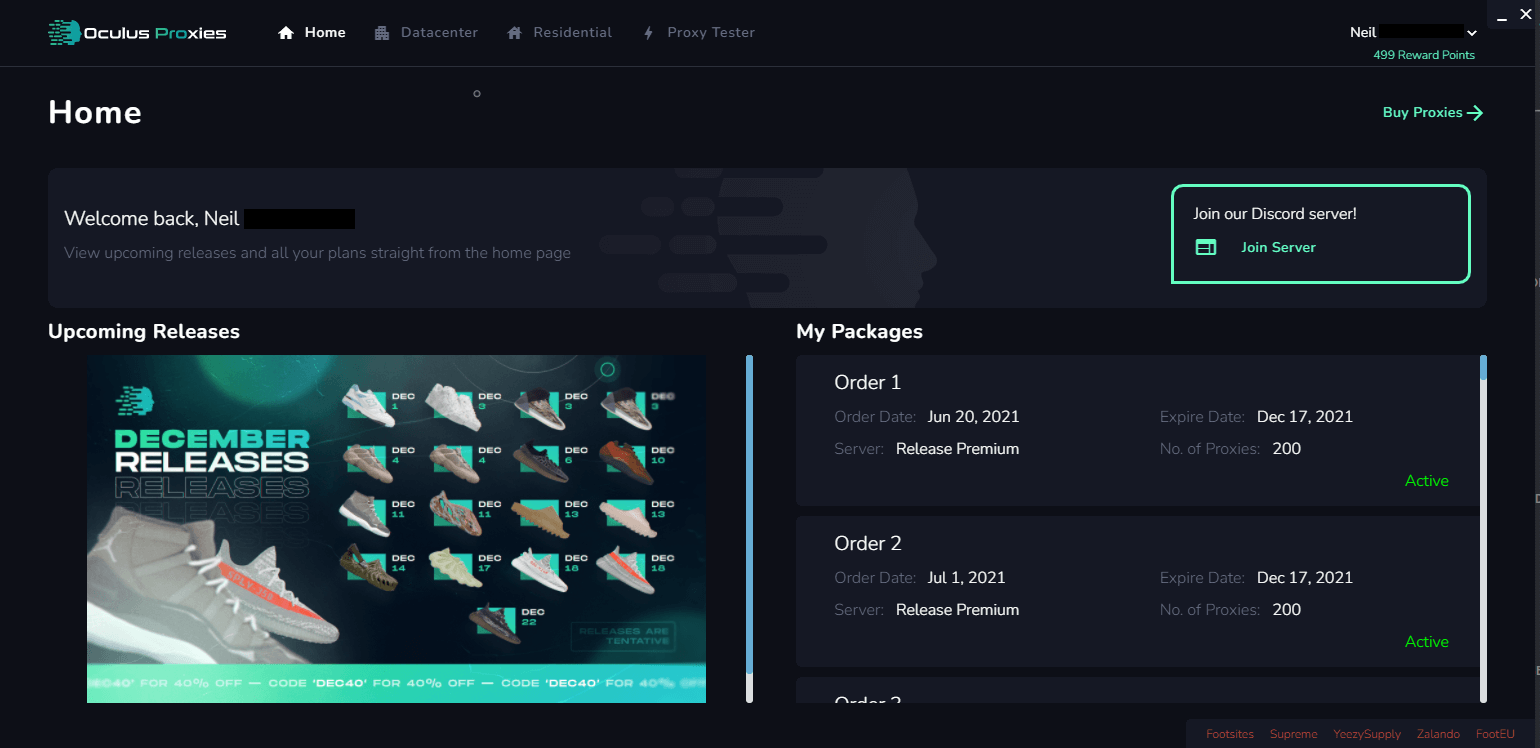 Oculus Proxies
Home
Datacenter
Residential
Proxy Tester
Neil
499 Reward Points
Home
Buy Proxies
Welcome back, Neil
View upcoming releases and all your plans straight from the home page
Join our Discord server!
Join Server
Upcoming Releases
DECEMBER
RELEASES
RELEASES
RELEASES
DEC
1
DEC
3
DEC
3
DEC
3
DEC
4
DEC
4
DEC
6
DEC
10
DEC
11
DEC
11
DEC
13
DEC
13
DEC
14
DEC
17
DEC
18
DEC
18
DEC
22
RELEASES ARE
TENTATIVE
DEC40' FOR 40% OFF — CODE 'DEC40' FOR 40% OFF — CODE 'DEC40' FOR 40% OFF
My Packages
Order 1
Order Date: Jun 20, 2021
Expire Date: Dec 17, 2021
Server: Release Premium
No. of Proxies: 200
Active
Order 2
Order Date: Jul 1, 2021
Expire Date: Dec 17, 2021
Server: Release Premium
No. of Proxies: 200
Active
Order 3
Footsites Supreme YeezySupply Zalando FootEU